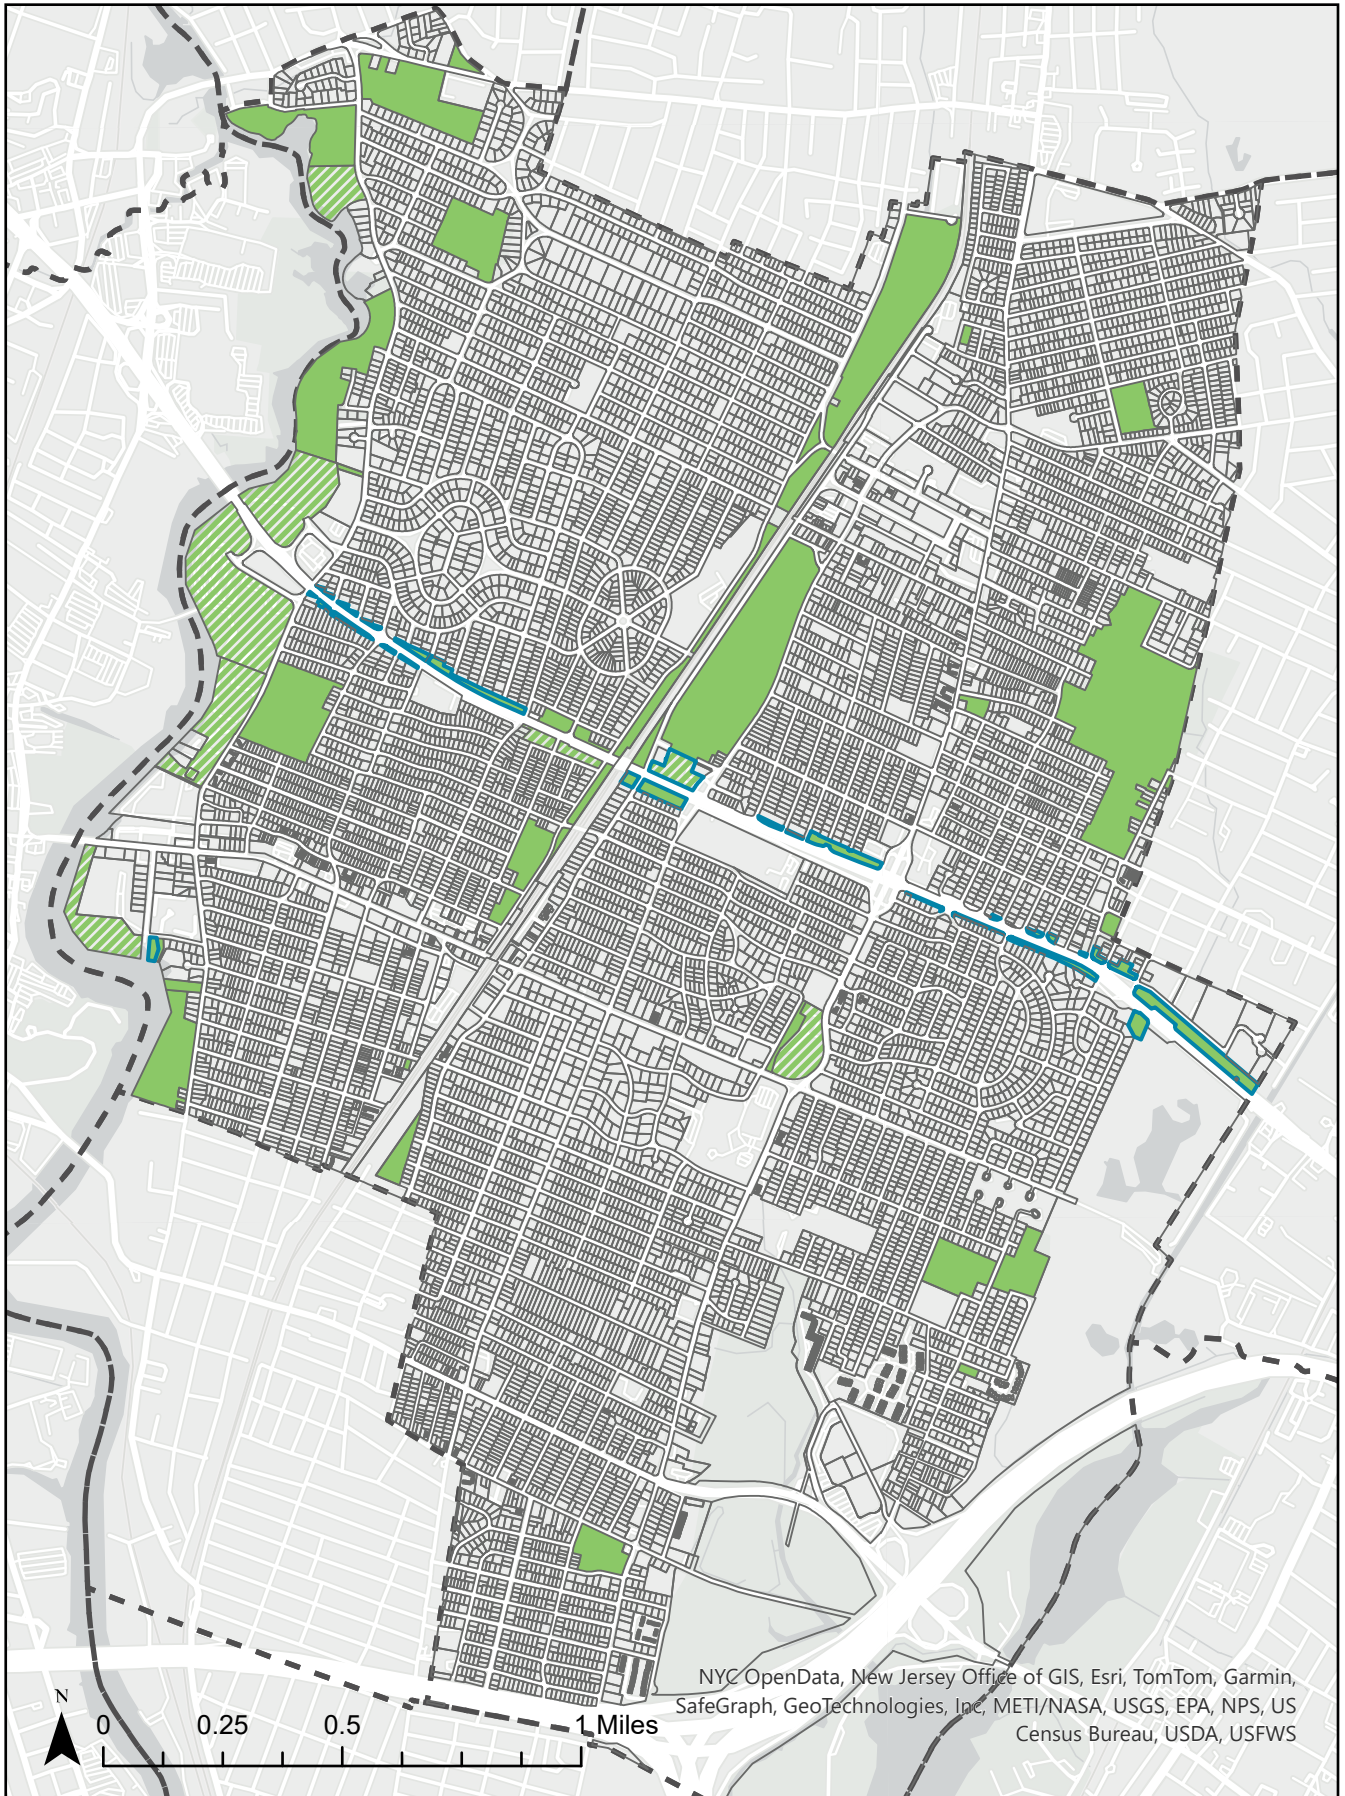 NYC OpenData, New Jersey Office of GIS, Esri, TomTom, Garmin,
SafeGraph, GeoTechnologies, Inc, METI/NASA, USGS, EPA, NPS, US
Census Bureau, USDA, USFWS
N
0 0.25 0.5 1 Miles